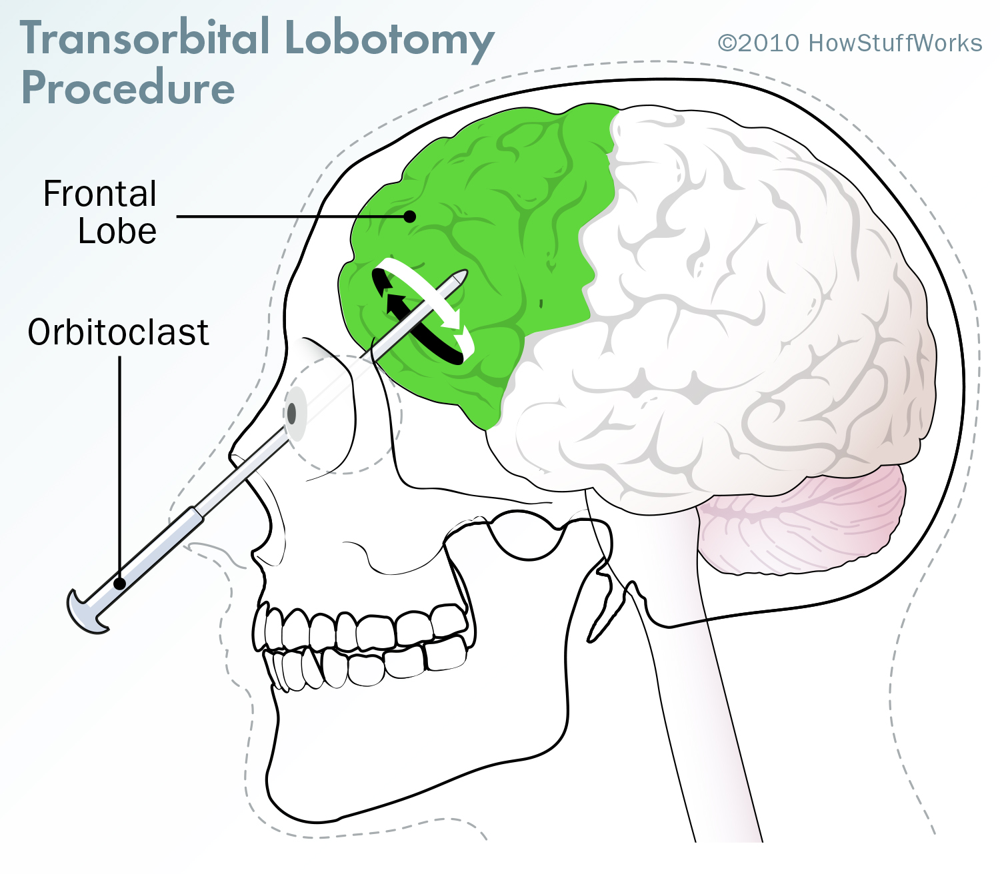 Transorbital Lobotomy
Procedure
©2010 HowStuffWorks
Frontal
Lobe
Orbitoclast